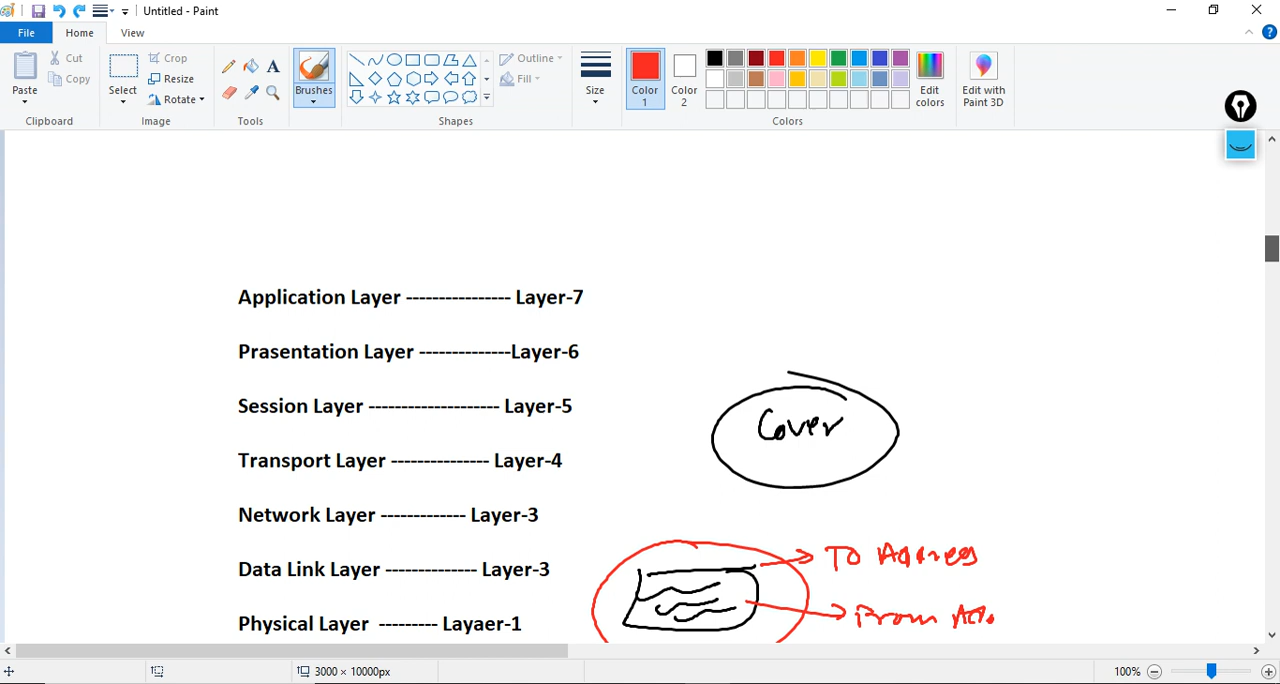 Untitled - Paint
File Home View
Paste
Cut
Copy
Clipboard
Select
Crop
Resize
Rotate
Image
A
Tools
Brushes
Outline
Fill
Shapes
Size
Color 1
Color 2
Edit colors
Colors
Edit with Paint 3D
Application Layer ---------------- Layer-7
Prasentation Layer --------------Layer-6
Session Layer -------------------- Layer-5
Cover
Transport Layer --------------- Layer-4
Network Layer ------------- Layer-3
To Address
Data Link Layer -------------- Layer-3
From
Physical Layer --------- Layaer-1
3000 × 10000px
100%